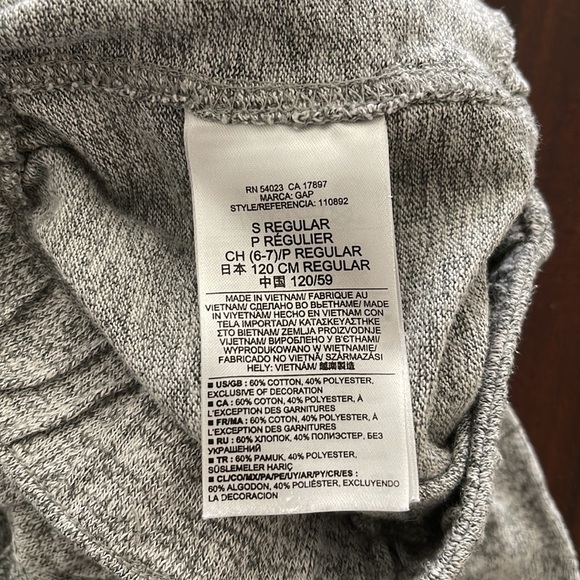 RN 54023 CA 17897
MARCA: GAP
STYLE/REFERENCIA: 110892
S REGULAR
P RÉGULIER
CH (6-7)/P REGULAR
日本 120 CM REGULAR
中国 120/59
MADE IN VIETNAM/ FABRIQUÉ AU
VIETNAM/ СДЕЛАНО ВО ВЬЕТНАМЕ/ MADE
IN VIYETNAM/ HECHO EN VIETNAM CON
TELA IMPORTADA/ ΚΑΤΑΣΚΕΥΑΣΤΗΚΕ
ΣΤΟ ΒΙΕΤΝΑΜ/ ZEMLJA PROIZVODNJE
VIJETNAM/ ВИРОБЛЕНО У В'ЄТНАМІ/
WYPRODUKOWANO W WIETNAMIE/
FABRICADO NO VIETNÃ/ SZÁRMAZÁSI
HELY: VIETNAM/ 越南製造
■ US/GB : 60% COTTON, 40% POLYESTER,
EXCLUSIVE OF DECORATION
■ CA : 60% COTON, 40% POLYESTER, À
L'EXCEPTION DES GARNITURES
■ FR/MA : 60% COTON, 40% POLYESTER, À
L'EXCEPTION DES GARNITURES
■ RU : 60% ХЛОПОК, 40% ПОЛИЭСТЕР, БЕЗ
УКРАШЕНИЙ
■ TR : 60% PAMUK, 40% POLYESTER,
SÜSLEMELER HARİÇ
■ CL/CO/MX/PA/PE/UY/AR/PY/CR/ES :
60% ALGODON, 40% POLIÉSTER, EXCLUYENDO
LA DECORACION